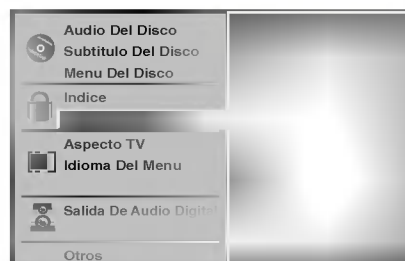 Audio Del Disco
Subtitulo Del Disco
Menu Del Disco
Indice
Aspecto TV
Idioma Del Menu
Salida De Audio Digital
Otros